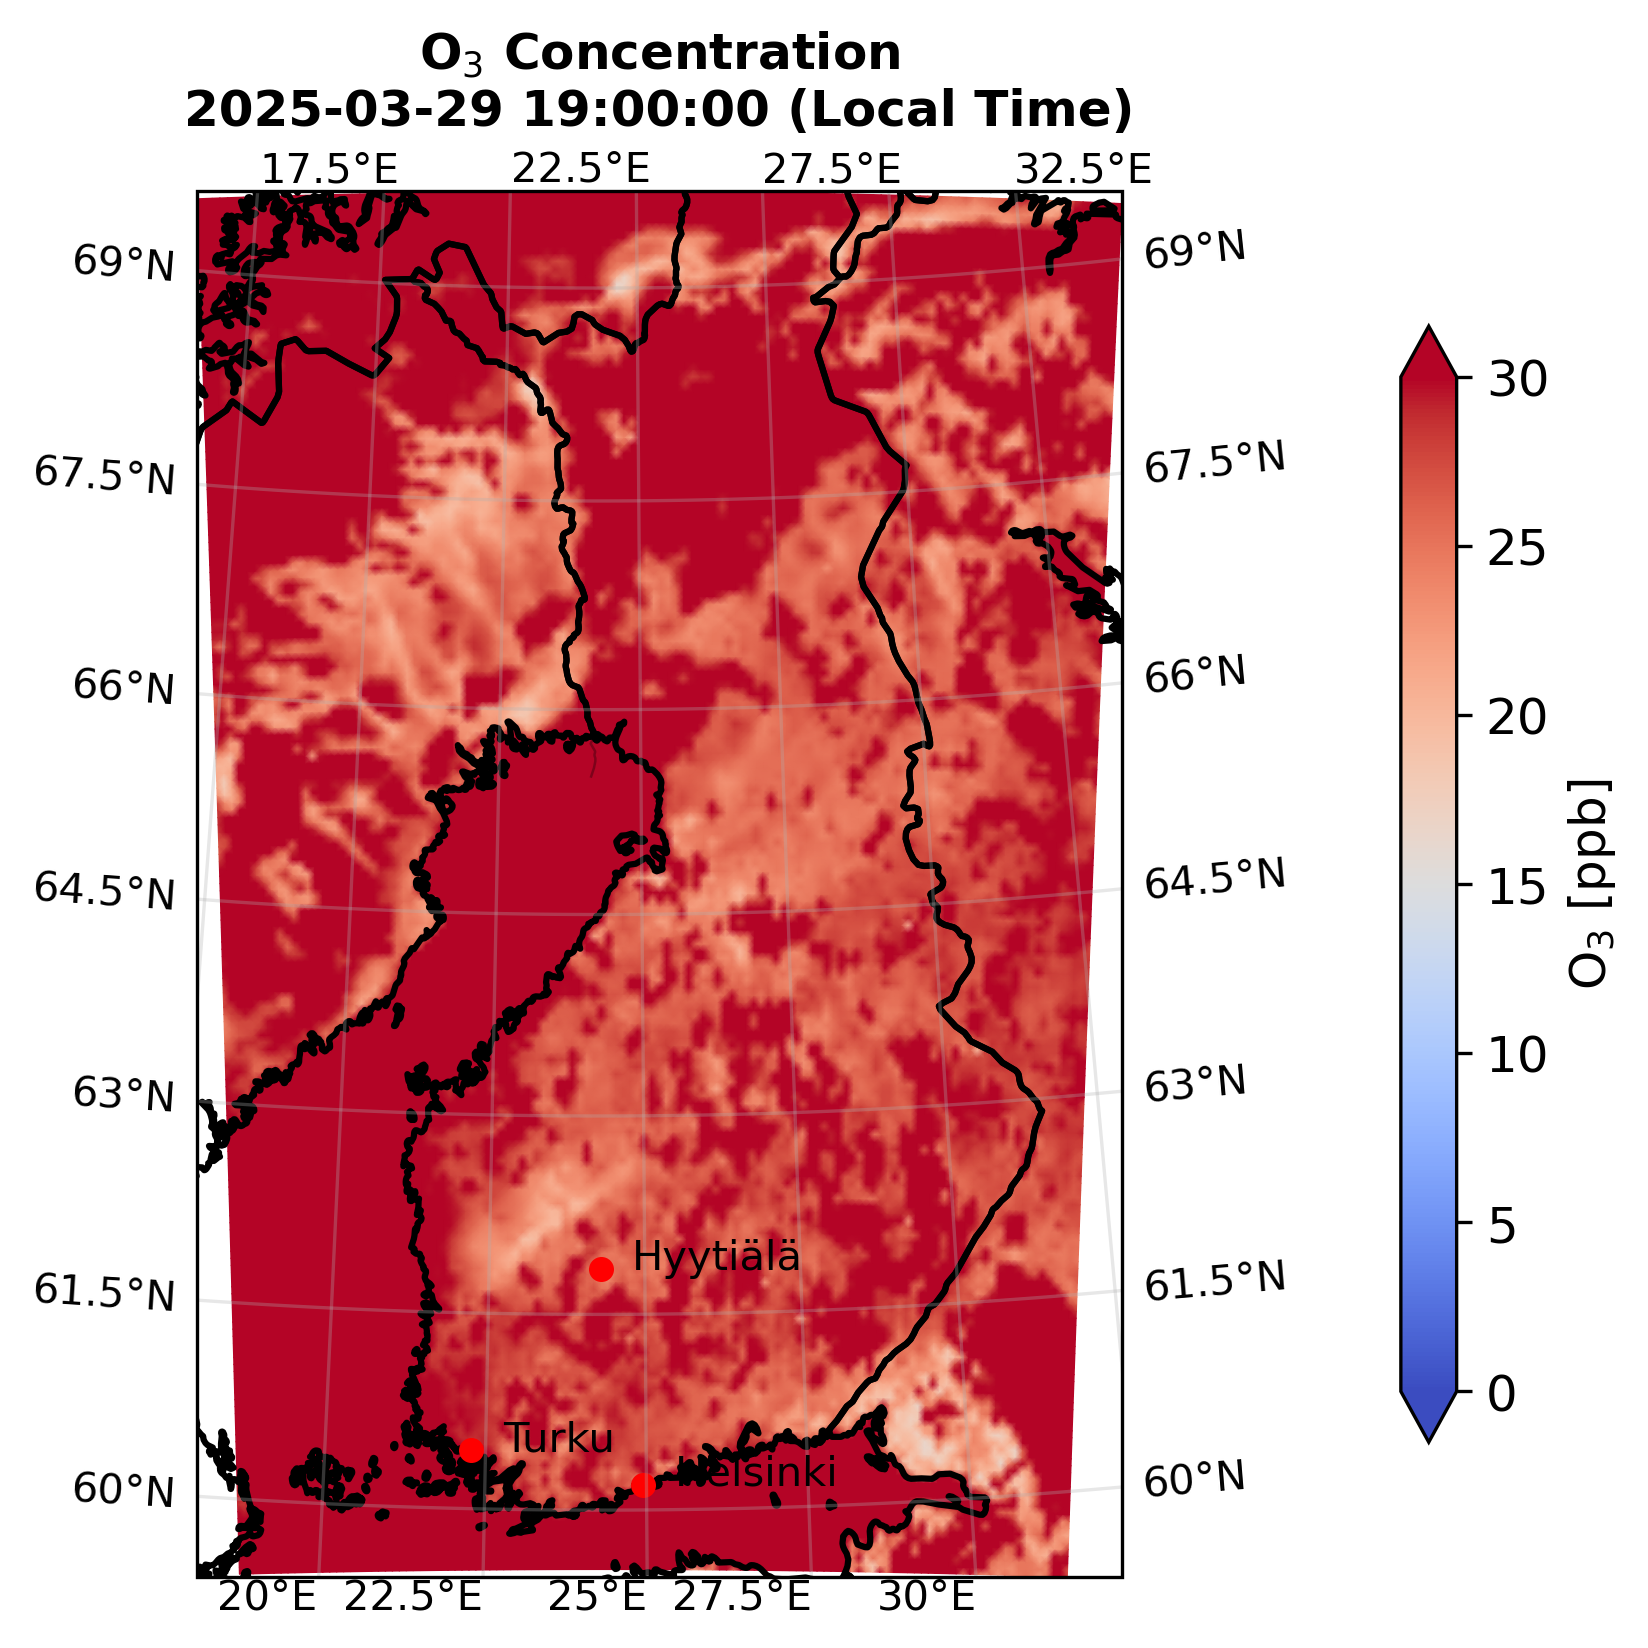 O₃ Concentration
2025-03-29 19:00:00 (Local Time)
17.5°E 22.5°E 27.5°E 32.5°E
69°N 69°N
67.5°N 67.5°N
66°N 66°N
64.5°N 64.5°N
63°N 63°N
61.5°N 61.5°N
60°N 60°N
Hyytiälä
Turku
Helsinki
20°E 22.5°E 25°E 27.5°E 30°E
30
25
20
15
10
5
0
O₃ [ppb]